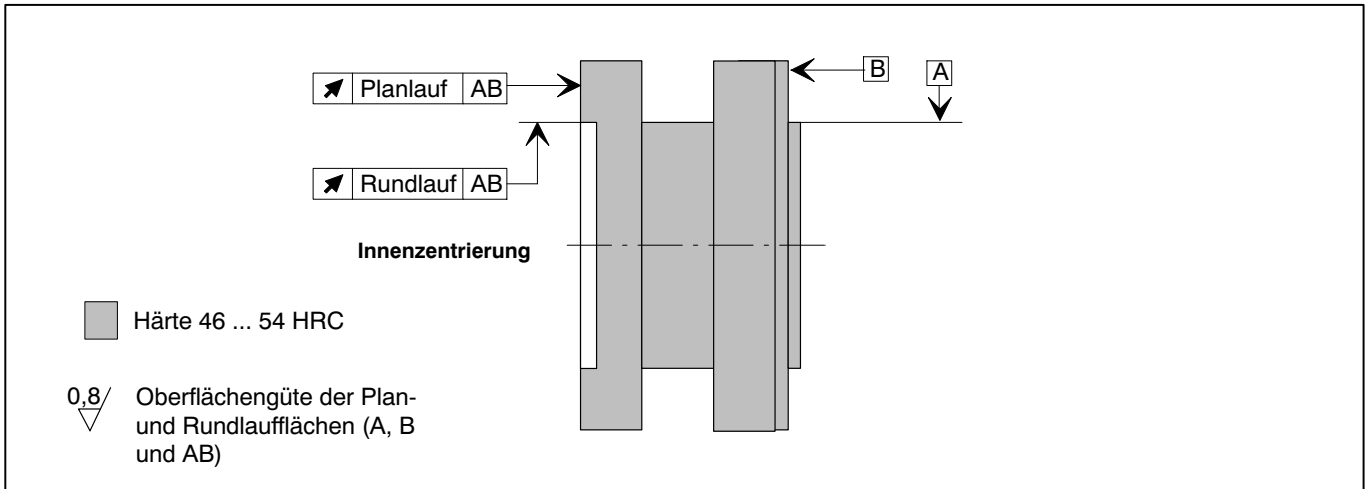 Planlauf AB
B
A
Rundlauf AB
Innenzentrierung
Härte 46 ... 54 HRC
0,8/ Oberflächengüte der Plan-
und Rundlaufflächen (A, B
und AB)